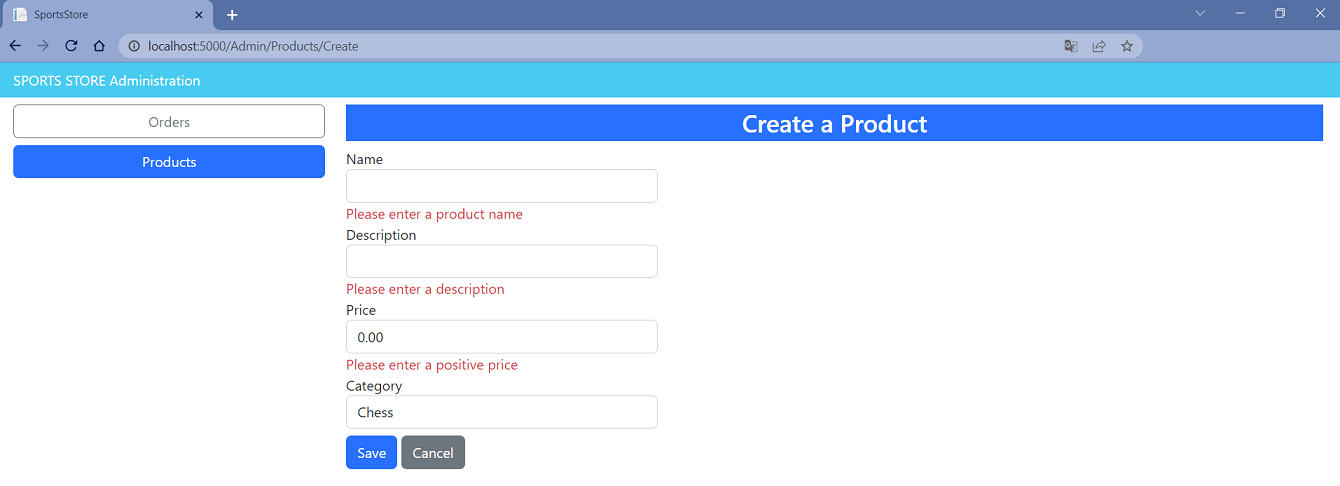 SportsStore
localhost:5000/Admin/Products/Create
SPORTS STORE Administration
Orders
Products
Create a Product
Name
Please enter a product name
Description
Please enter a description
Price
0.00
Please enter a positive price
Category
Chess
Save Cancel